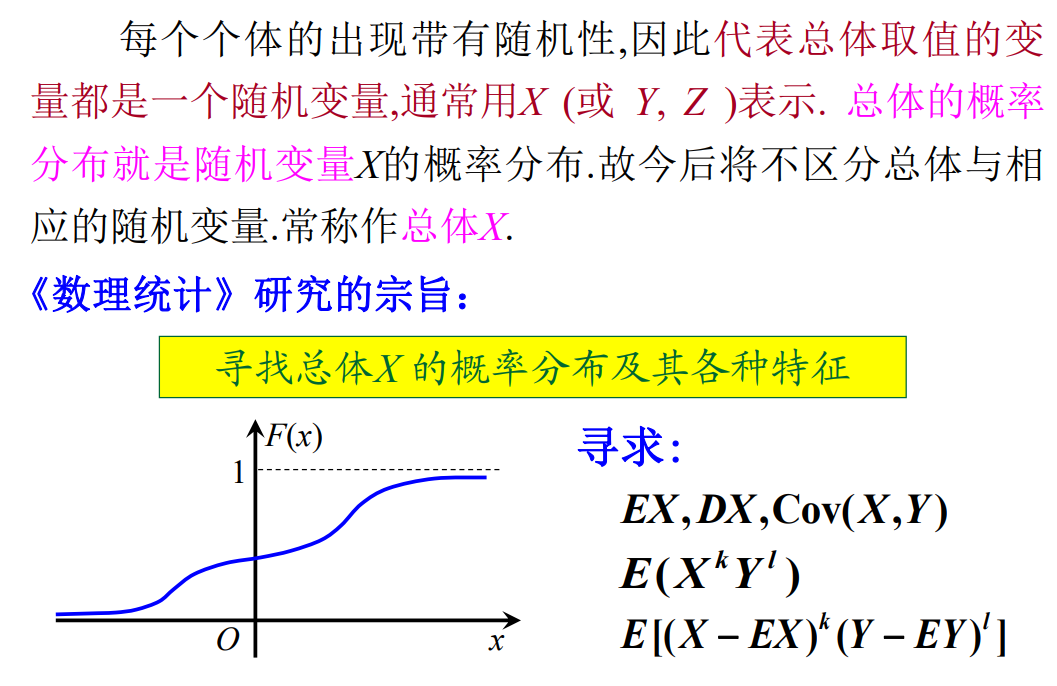 每个个体的出现带有随机性,因此代表总体取值的变
量都是一个随机变量,通常用X (或 Y, Z )表示. 总体的概率
分布就是随机变量X的概率分布.故今后将不区分总体与相
应的随机变量.常称作总体X.
《数理统计》研究的宗旨：
寻找总体X 的概率分布及其各种特征
F(x)
1
O
x
寻求：
EX,DX,Cov(X,Y)
E(X^k Y^l)
E[(X − EX)^k (Y − EY)^l]